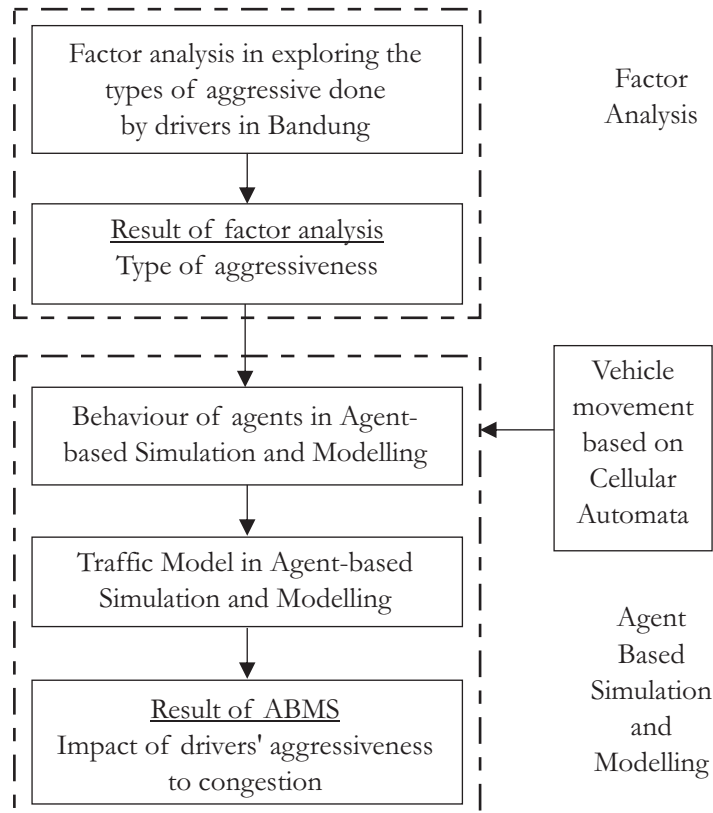 Factor analysis in exploring the
types of aggressive done
by drivers in Bandung
Factor
Analysis
Result of factor analysis
Type of aggressiveness
Behaviour of agents in Agent-
based Simulation and Modelling
Vehicle
movement
based on
Cellular
Automata
Traffic Model in Agent-based
Simulation and Modelling
Result of ABMS
Impact of drivers' aggressiveness
to congestion
Agent
Based
Simulation
and
Modelling